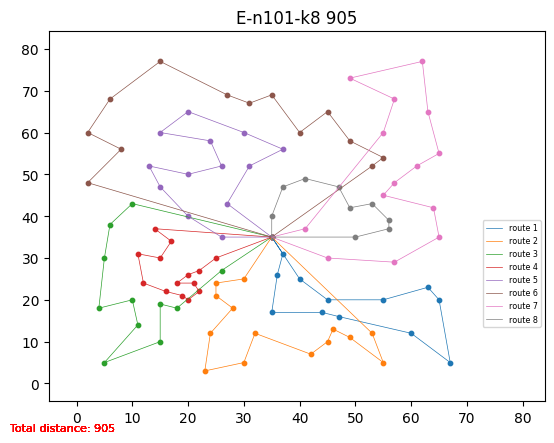 E-n101-k8 905
80
70
60
50
40
30
20
10
0
route 1
route 2
route 3
route 4
route 5
route 6
route 7
route 8
0 10 20 30 40 50 60 70 80
Total distance: 905